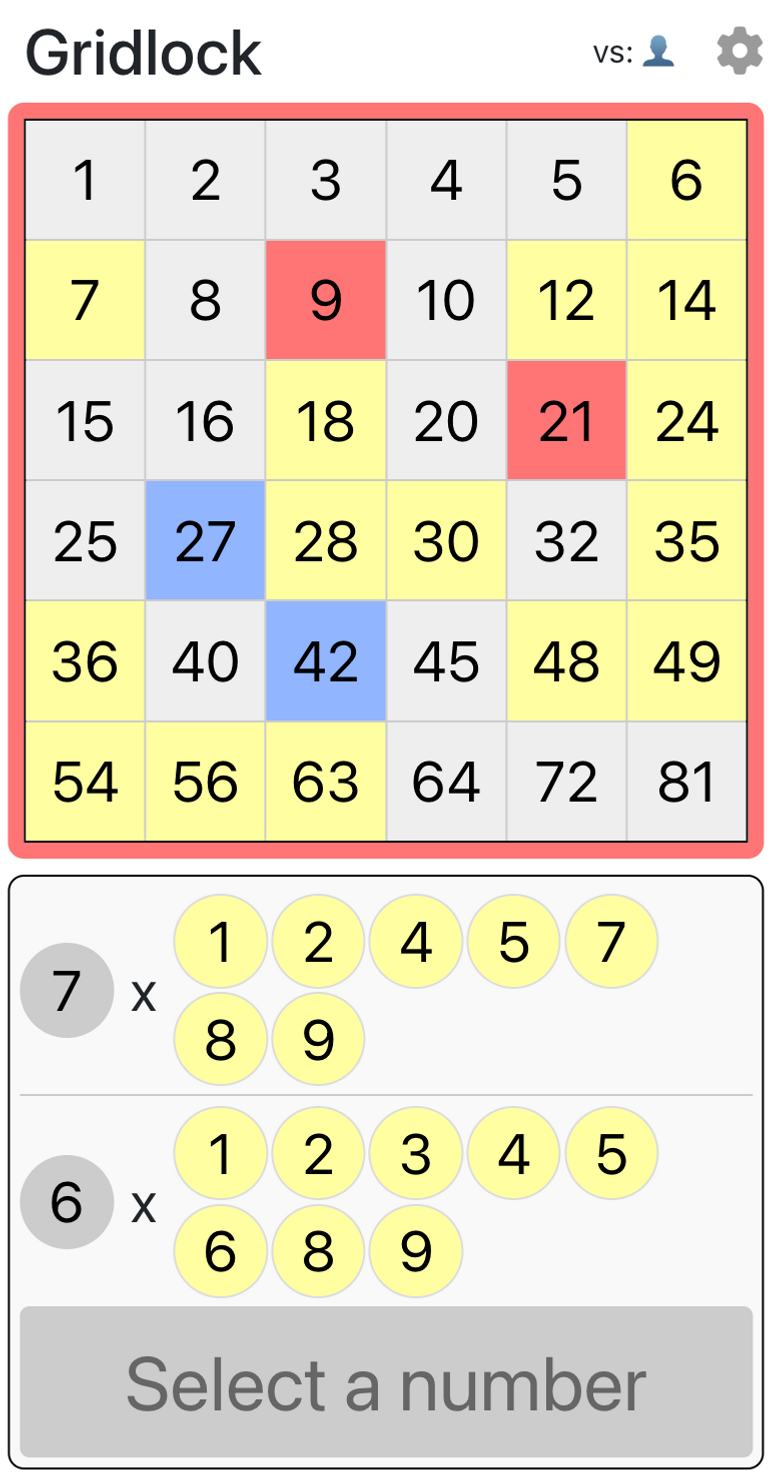 Gridlock vs:
1 2 3 4 5 6
7 8 9 10 12 14
15 16 18 20 21 24
25 27 28 30 32 35
36 40 42 45 48 49
54 56 63 64 72 81
1 2 4 5 7
7 x
8 9
1 2 3 4 5
6 x
6 8 9
Select a number